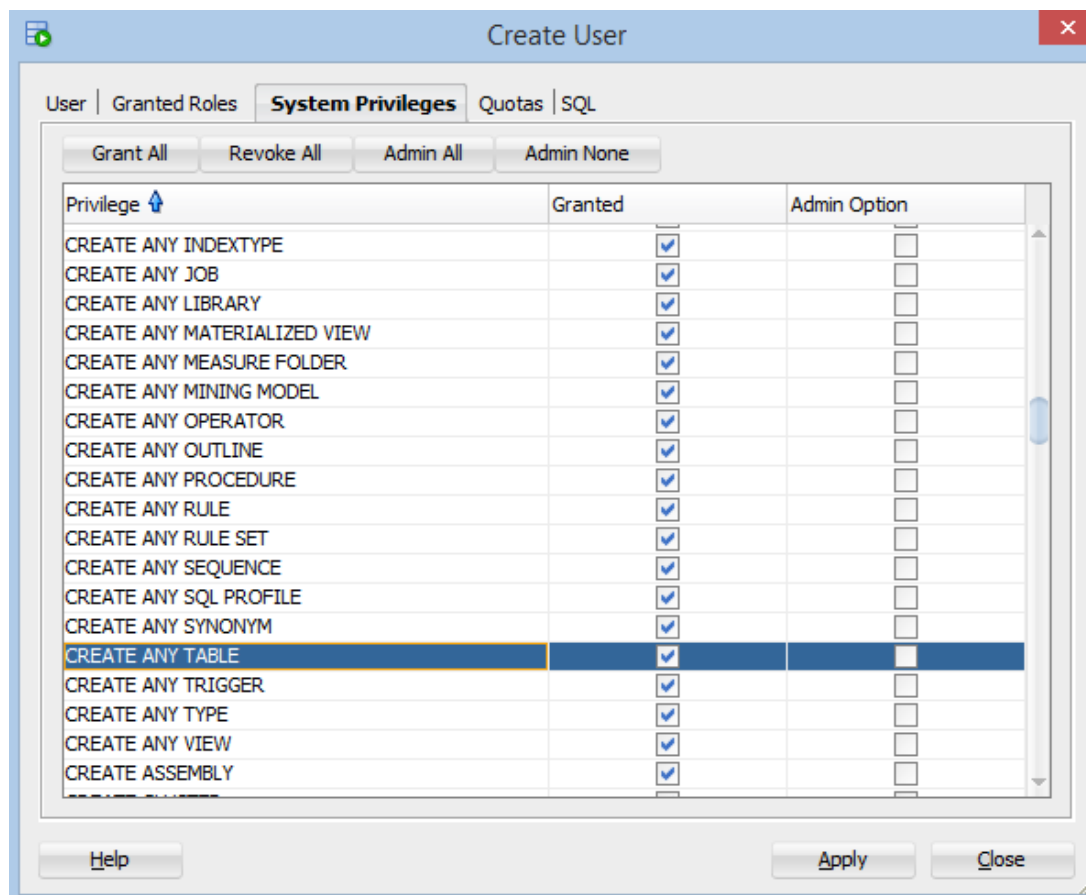 Create User
User Granted Roles System Privileges Quotas SQL
Grant All Revoke All Admin All Admin None
Privilege Granted Admin Option
CREATE ANY INDEXTYPE
CREATE ANY JOB
CREATE ANY LIBRARY
CREATE ANY MATERIALIZED VIEW
CREATE ANY MEASURE FOLDER
CREATE ANY MINING MODEL
CREATE ANY OPERATOR
CREATE ANY OUTLINE
CREATE ANY PROCEDURE
CREATE ANY RULE
CREATE ANY RULE SET
CREATE ANY SEQUENCE
CREATE ANY SQL PROFILE
CREATE ANY SYNONYM
CREATE ANY TABLE
CREATE ANY TRIGGER
CREATE ANY TYPE
CREATE ANY VIEW
CREATE ASSEMBLY
Help Apply Close